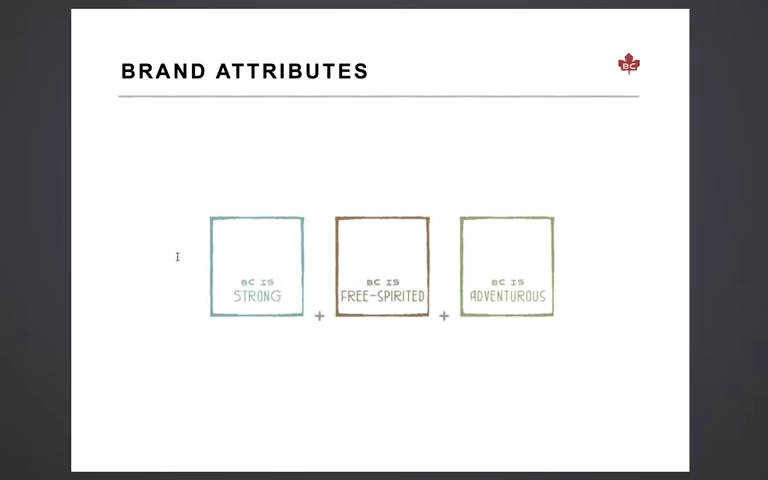 BRAND ATTRIBUTES
BC
BC IS
STRONG
+
BC IS
FREE-SPIRITED
+
BC IS
ADVENTUROUS